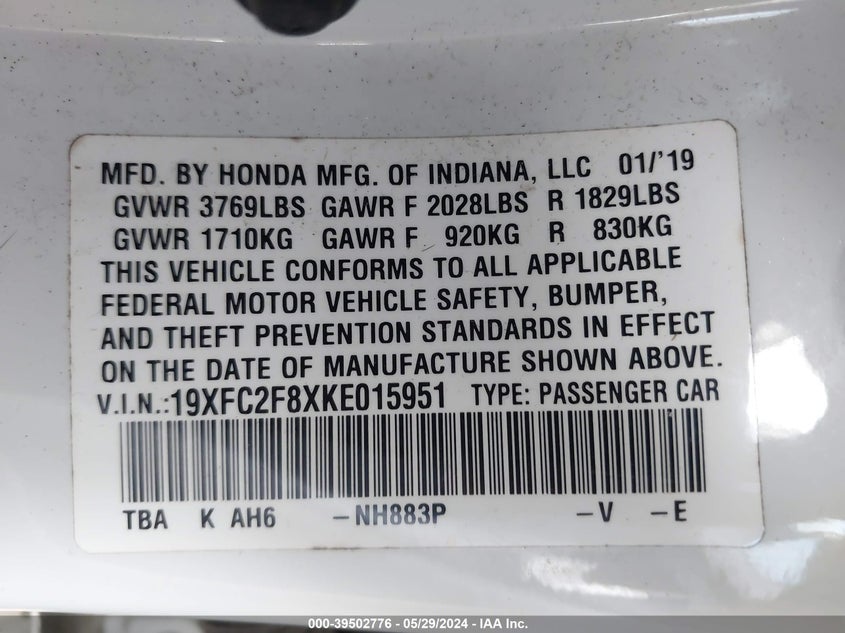 MFD. BY HONDA MFG. OF INDIANA, LLC 01/'19
GVWR 3769LBS GAWR F 2028LBS R 1829LBS
GVWR 1710KG GAWR F 920KG R 830KG
THIS VEHICLE CONFORMS TO ALL APPLICABLE
FEDERAL MOTOR VEHICLE SAFETY, BUMPER,
AND THEFT PREVENTION STANDARDS IN EFFECT
ON THE DATE OF MANUFACTURE SHOWN ABOVE.
V.I.N.:19XFC2F8XKE015951 TYPE: PASSENGER CAR
TBA K AH6 -NH883P -V -E
000-39502776 - 05/29/2024 - IAA Inc.